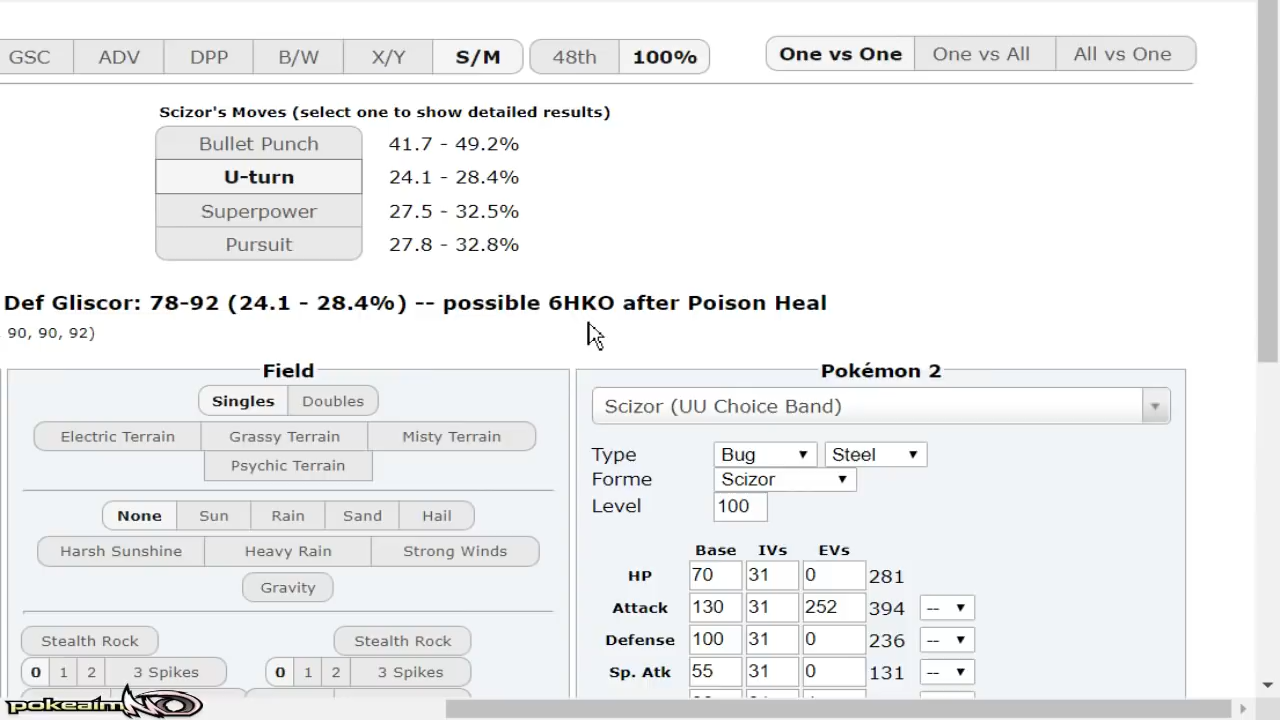 GSC ADV DPP B/W X/Y S/M 48th 100% One vs One One vs All All vs One
Scizor's Moves (select one to show detailed results)
Bullet Punch 41.7 - 49.2%
U-turn 24.1 - 28.4%
Superpower 27.5 - 32.5%
Pursuit 27.8 - 32.8%
Def Gliscor: 78-92 (24.1 - 28.4%) -- possible 6HKO after Poison Heal
90, 90, 92)
Field
Singles Doubles
Electric Terrain Grassy Terrain Misty Terrain
Psychic Terrain
None Sun Rain Sand Hail
Harsh Sunshine Heavy Rain Strong Winds
Gravity
Stealth Rock Stealth Rock
0 1 2 3 Spikes 0 1 2 3 Spikes
Pokémon 2
Scizor (UU Choice Band)
Type Bug Steel
Forme Scizor
Level 100
Base IVs EVs
HP 70 31 0 281
Attack 130 31 252 394 --
Defense 100 31 0 236 --
Sp. Atk 55 31 0 131 --
pokeaimMD